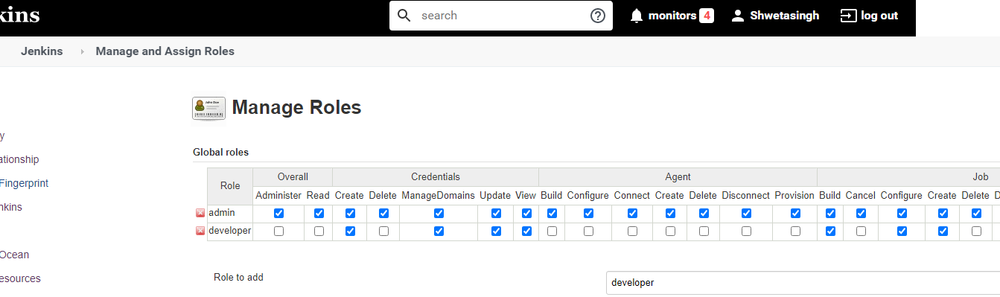 kins
search
monitors 4 Shwetasingh log out
Jenkins Manage and Assign Roles
Manage Roles
y
Global roles
ationship
Role Overall Credentials Agent Job
Fingerprint
Administer Read Create Delete ManageDomains Update View Build Configure Connect Create Delete Disconnect Provision Build Cancel Configure Create Delete D
nkins
admin
developer
Ocean
esources
Role to add
developer